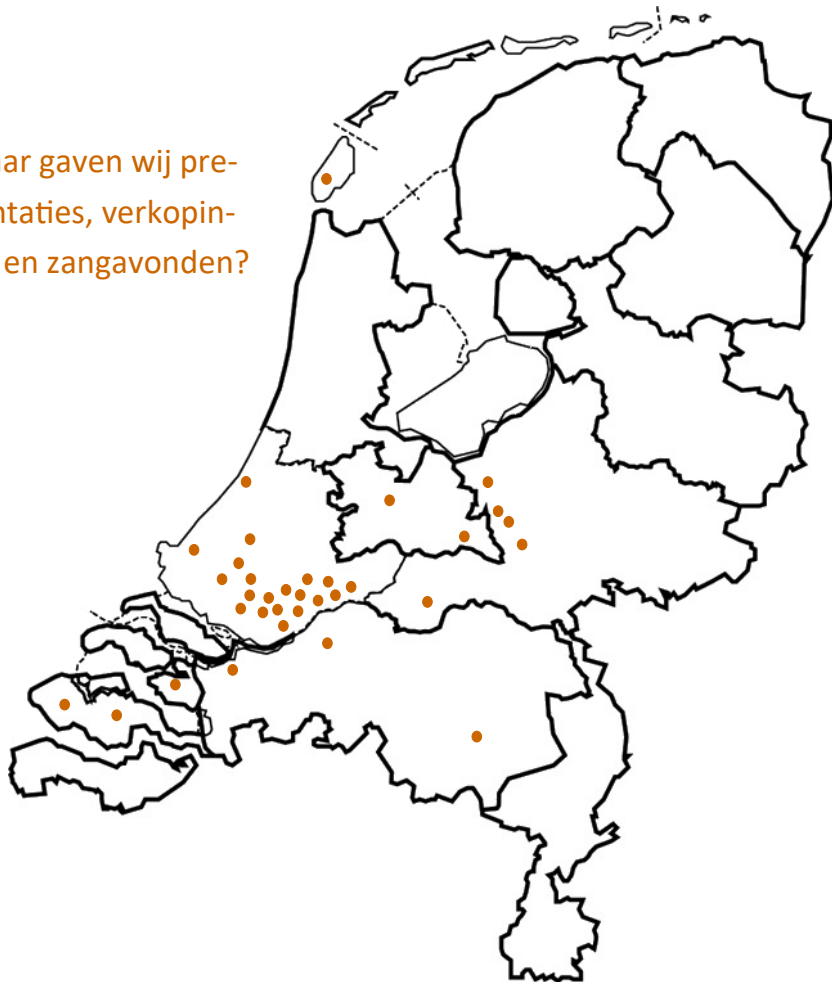 ar gaven wij pre-
ntaties, verkopin-
en zangavonden?